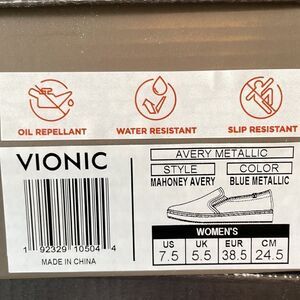 OIL REPELLANT WATER RESISTANT SLIP RESISTANT
VIONIC
AVERY METALLIC
STYLE COLOR
MAHONEY AVERY BLUE METALLIC
WOMEN'S
US UK EUR CM
7.5 5.5 38.5 24.5
1 92329 10504 4
MADE IN CHINA